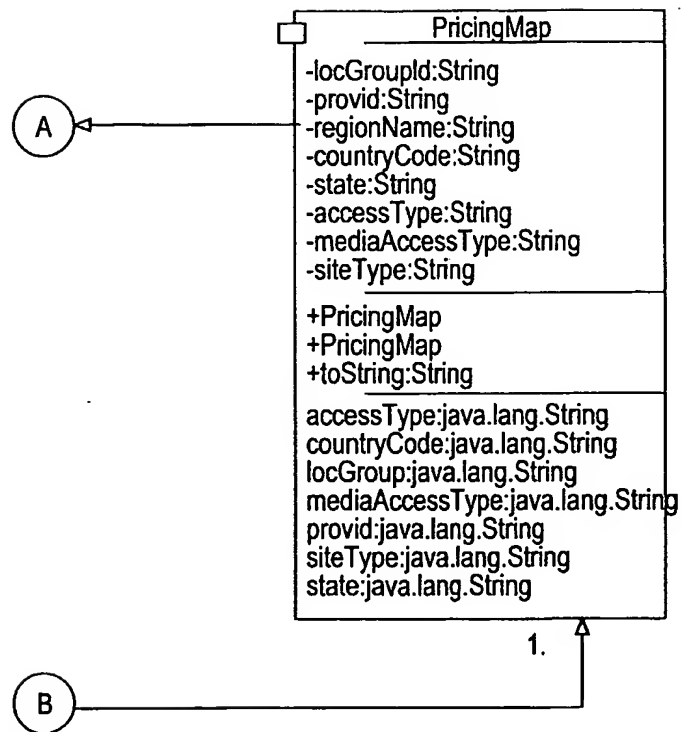 PricingMap
-locGroupId:String
-provid:String
A
-regionName:String
-countryCode:String
-state:String
-accessType:String
-mediaAccessType:String
-siteType:String
+PricingMap
+PricingMap
+toString:String
accessType:java.lang.String
countryCode:java.lang.String
locGroup:java.lang.String
mediaAccessType:java.lang.String
provid:java.lang.String
siteType:java.lang.String
state:java.lang.String
1.
B